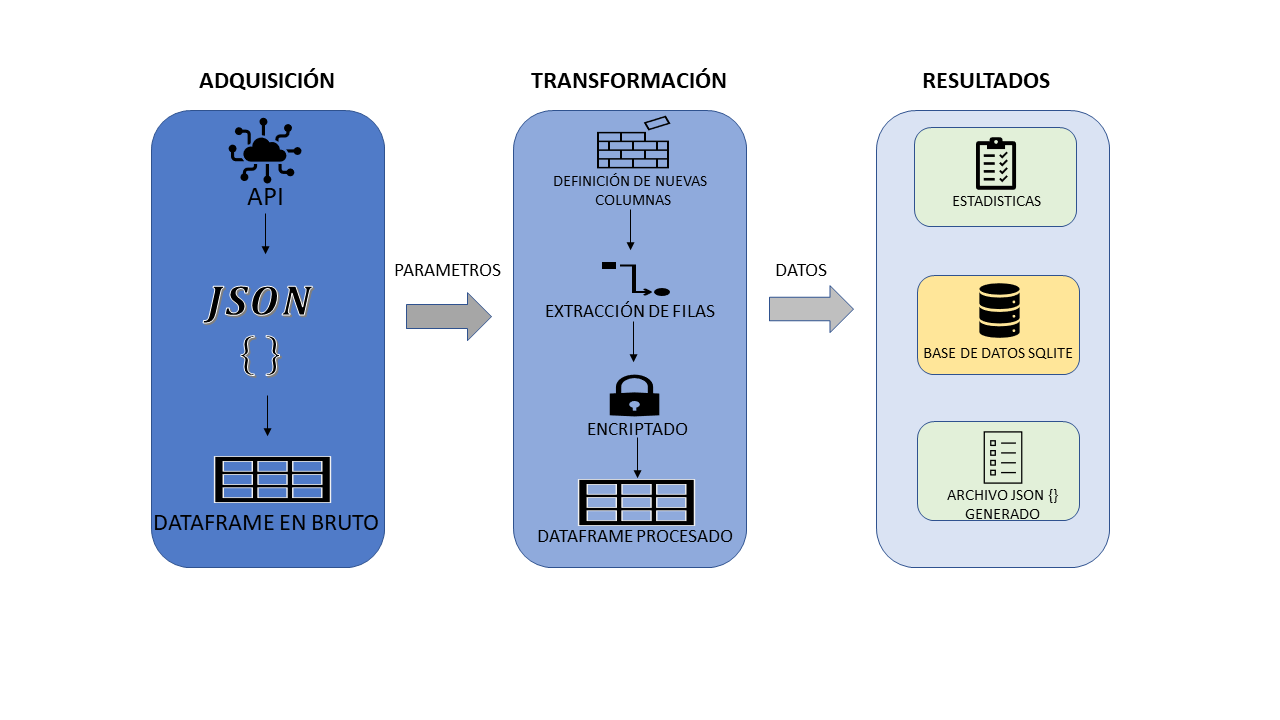 ADQUISICIÓN
API
JSON
{ }
DATAFRAME EN BRUTO
PARAMETROS
TRANSFORMACIÓN
DEFINICIÓN DE NUEVAS
COLUMNAS
EXTRACCIÓN DE FILAS
ENCRIPTADO
DATAFRAME PROCESADO
DATOS
RESULTADOS
ESTADISTICAS
BASE DE DATOS SQLITE
ARCHIVO JSON {}
GENERADO